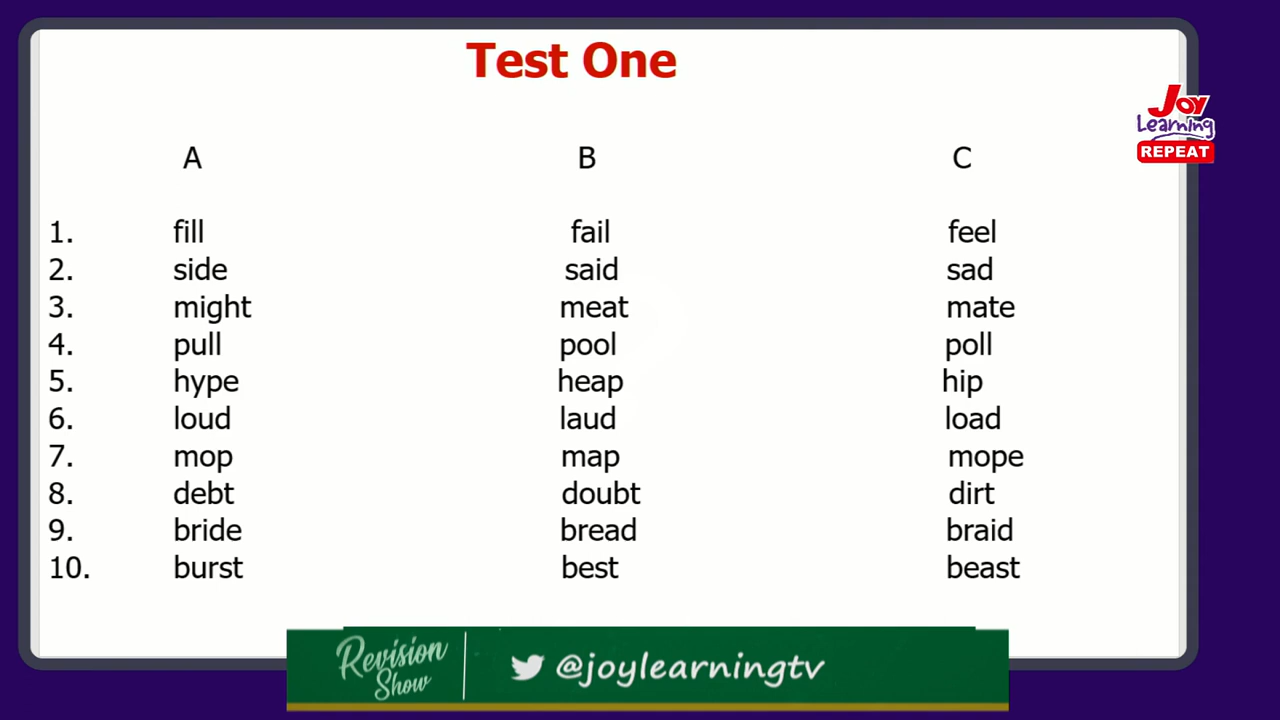 Test One
Joy
Learning
REPEAT
A B C
1. fill fail feel
2. side said sad
3. might meat mate
4. pull pool poll
5. hype heap hip
6. loud laud load
7. mop map mope
8. debt doubt dirt
9. bride bread braid
10. burst best beast
Revision
Show
@joylearningtv